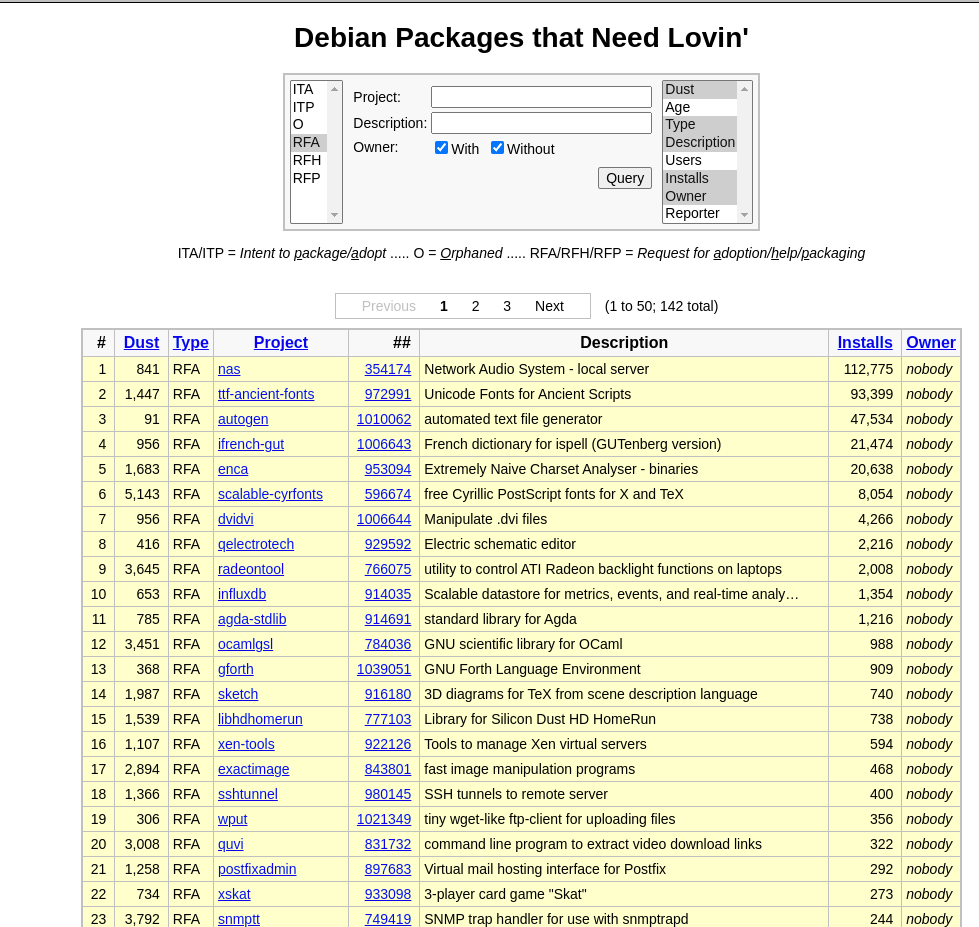 Debian Packages that Need Lovin'
ITA
ITP
O
RFA
RFH
RFP
Project:
Description:
Owner: With Without
Query
Dust
Age
Type
Description
Users
Installs
Owner
Reporter
ITA/ITP = Intent to package/adopt ..... O = Orphaned ..... RFA/RFH/RFP = Request for adoption/help/packaging
Previous 1 2 3 Next (1 to 50; 142 total)
# Dust Type Project ## Description Installs Owner
1 841 RFA nas 354174 Network Audio System - local server 112,775 nobody
2 1,447 RFA ttf-ancient-fonts 972991 Unicode Fonts for Ancient Scripts 93,399 nobody
3 91 RFA autogen 1010062 automated text file generator 47,534 nobody
4 956 RFA ifrench-gut 1006643 French dictionary for ispell (GUTenberg version) 21,474 nobody
5 1,683 RFA enca 953094 Extremely Naive Charset Analyser - binaries 20,638 nobody
6 5,143 RFA scalable-cyrfonts 596674 free Cyrillic PostScript fonts for X and TeX 8,054 nobody
7 956 RFA dvidvi 1006644 Manipulate .dvi files 4,266 nobody
8 416 RFA qelectrotech 929592 Electric schematic editor 2,216 nobody
9 3,645 RFA radeontool 766075 utility to control ATI Radeon backlight functions on laptops 2,008 nobody
10 653 RFA influxdb 914035 Scalable datastore for metrics, events, and real-time analy… 1,354 nobody
11 785 RFA agda-stdlib 914691 standard library for Agda 1,216 nobody
12 3,451 RFA ocamlgsl 784036 GNU scientific library for OCaml 988 nobody
13 368 RFA gforth 1039051 GNU Forth Language Environment 909 nobody
14 1,987 RFA sketch 916180 3D diagrams for TeX from scene description language 740 nobody
15 1,539 RFA libhdhomerun 777103 Library for Silicon Dust HD HomeRun 738 nobody
16 1,107 RFA xen-tools 922126 Tools to manage Xen virtual servers 594 nobody
17 2,894 RFA exactimage 843801 fast image manipulation programs 468 nobody
18 1,366 RFA sshtunnel 980145 SSH tunnels to remote server 400 nobody
19 306 RFA wput 1021349 tiny wget-like ftp-client for uploading files 356 nobody
20 3,008 RFA quvi 831732 command line program to extract video download links 322 nobody
21 1,258 RFA postfixadmin 897683 Virtual mail hosting interface for Postfix 292 nobody
22 734 RFA xskat 933098 3-player card game "Skat" 273 nobody
23 3,792 RFA snmptt 749419 SNMP trap handler for use with snmptrapd 244 nobody